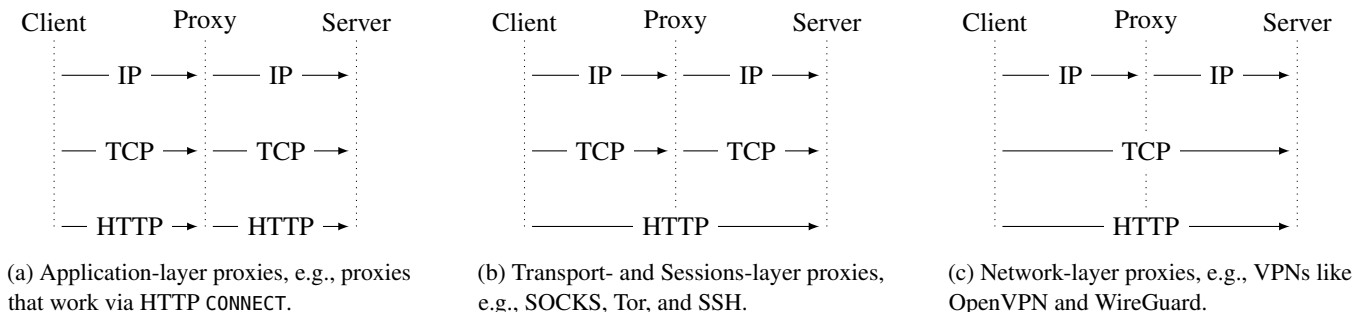 Client Proxy Server
IP IP
TCP TCP
HTTP HTTP
(a) Application-layer proxies, e.g., proxies
that work via HTTP CONNECT.
Client Proxy Server
IP IP
TCP TCP
HTTP
(b) Transport- and Sessions-layer proxies,
e.g., SOCKS, Tor, and SSH.
Client Proxy Server
IP IP
TCP
HTTP
(c) Network-layer proxies, e.g., VPNs like
OpenVPN and WireGuard.